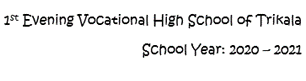 1st Evening Vocational High School of Trikala
School Year: 2020 – 2021